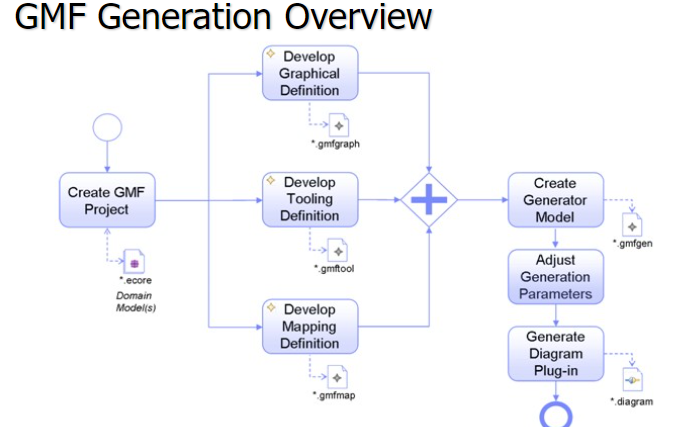 GMF Generation Overview
Develop
Graphical
Definition
*.gmfgraph
Create GMF
Project
*.ecore
Domain
Model(s)
Develop
Tooling
Definition
*.gmftool
Develop
Mapping
Definition
*.gmfmap
Create
Generator
Model
*.gmfgen
Adjust
Generation
Parameters
Generate
Diagram
Plug-in
*.diagram